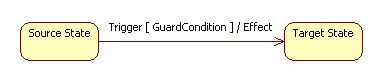 Source State
Trigger [ GuardCondition ] / Effect
Target State